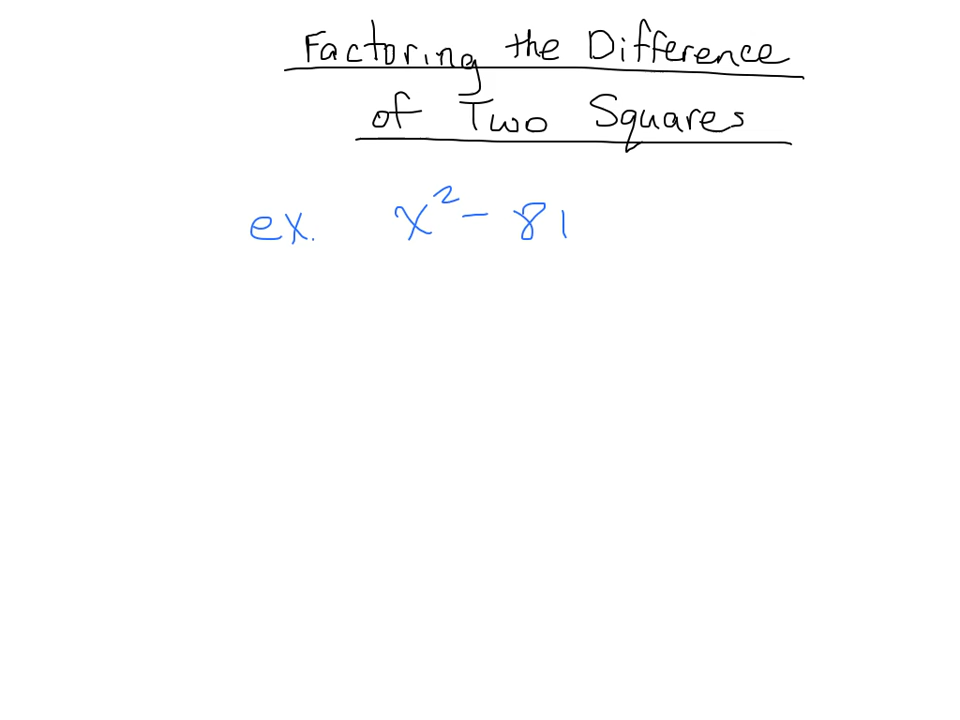 Factoring the Difference
of Two Squares
ex. x² - 81